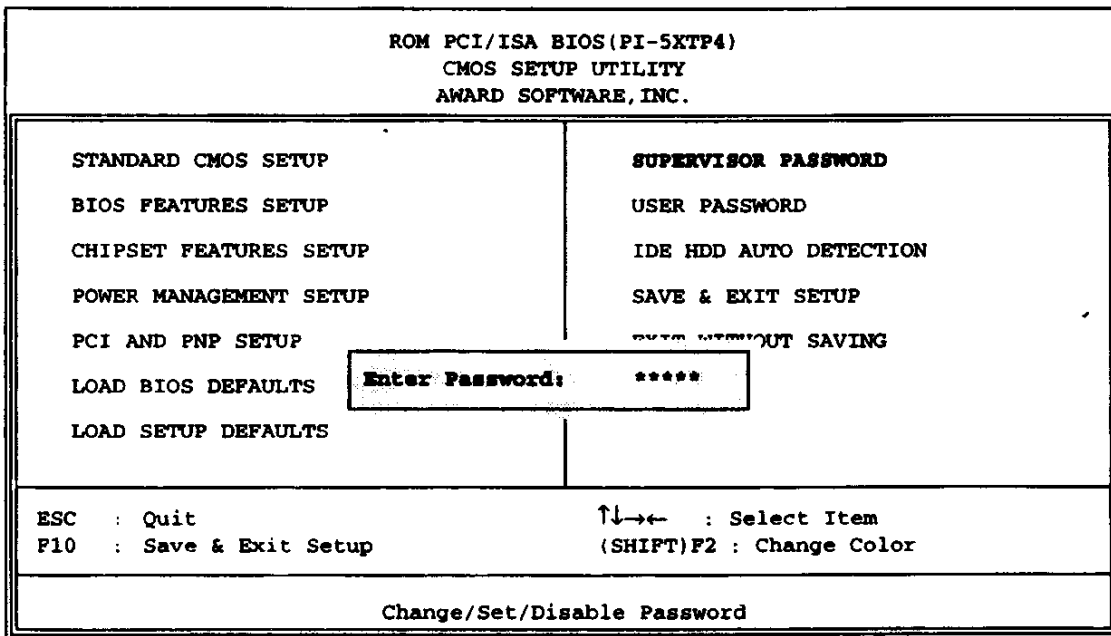 ROM PCI/ISA BIOS(PI-5XTP4)
CMOS SETUP UTILITY
AWARD SOFTWARE,INC.
STANDARD CMOS SETUP
BIOS FEATURES SETUP
CHIPSET FEATURES SETUP
POWER MANAGEMENT SETUP
PCI AND PNP SETUP
LOAD BIOS DEFAULTS
LOAD SETUP DEFAULTS
SUPERVISOR PASSWORD
USER PASSWORD
IDE HDD AUTO DETECTION
SAVE & EXIT SETUP
EXIT WITHOUT SAVING
Enter Password: *****
ESC : Quit
F10 : Save & Exit Setup
↑↓→← : Select Item
(SHIFT)F2 : Change Color
Change/Set/Disable Password